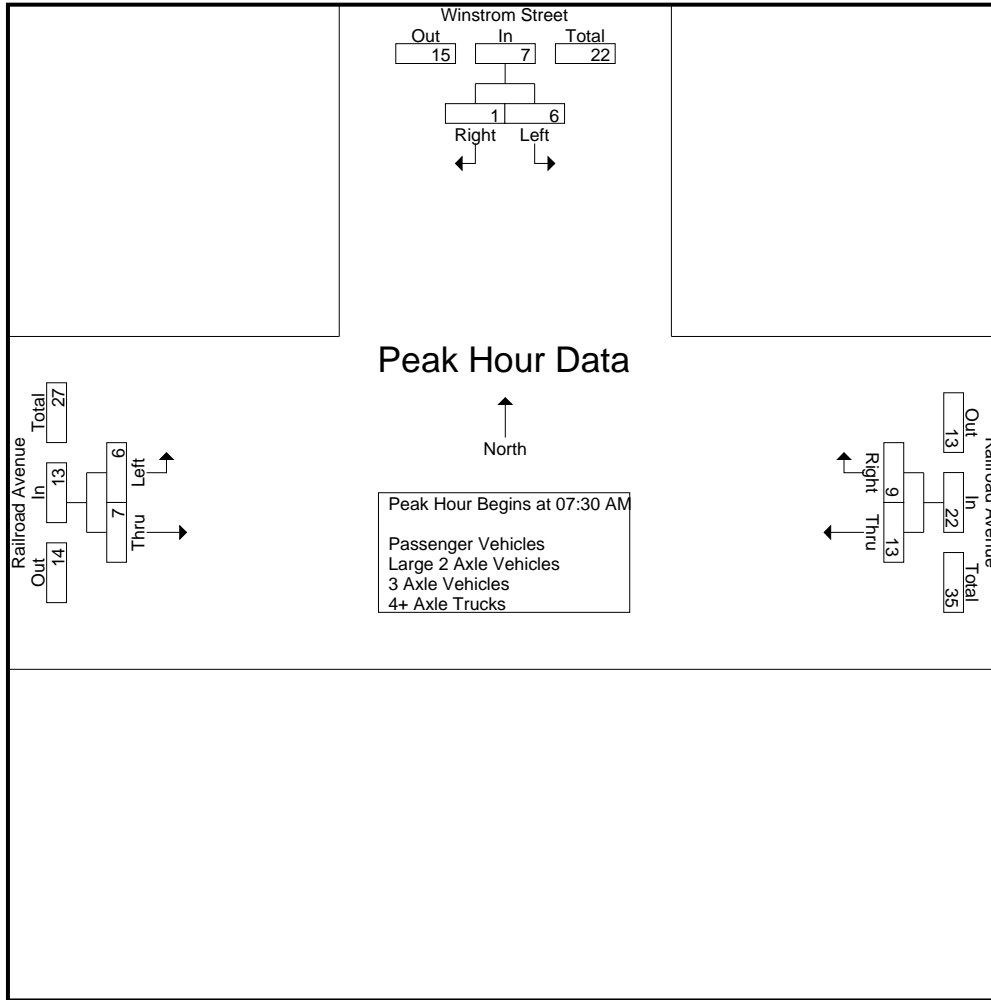 Winstrom Street
Out In Total
15 7 22
1 6
Right Left
Peak Hour Data
North
Peak Hour Begins at 07:30 AM
Passenger Vehicles
Large 2 Axle Vehicles
3 Axle Vehicles
4+ Axle Trucks
Railroad Avenue
Out In Total
14 13 27
7 6
Thru Left
Railroad Avenue
Out In Total
13 22 35
9 13
Right Thru